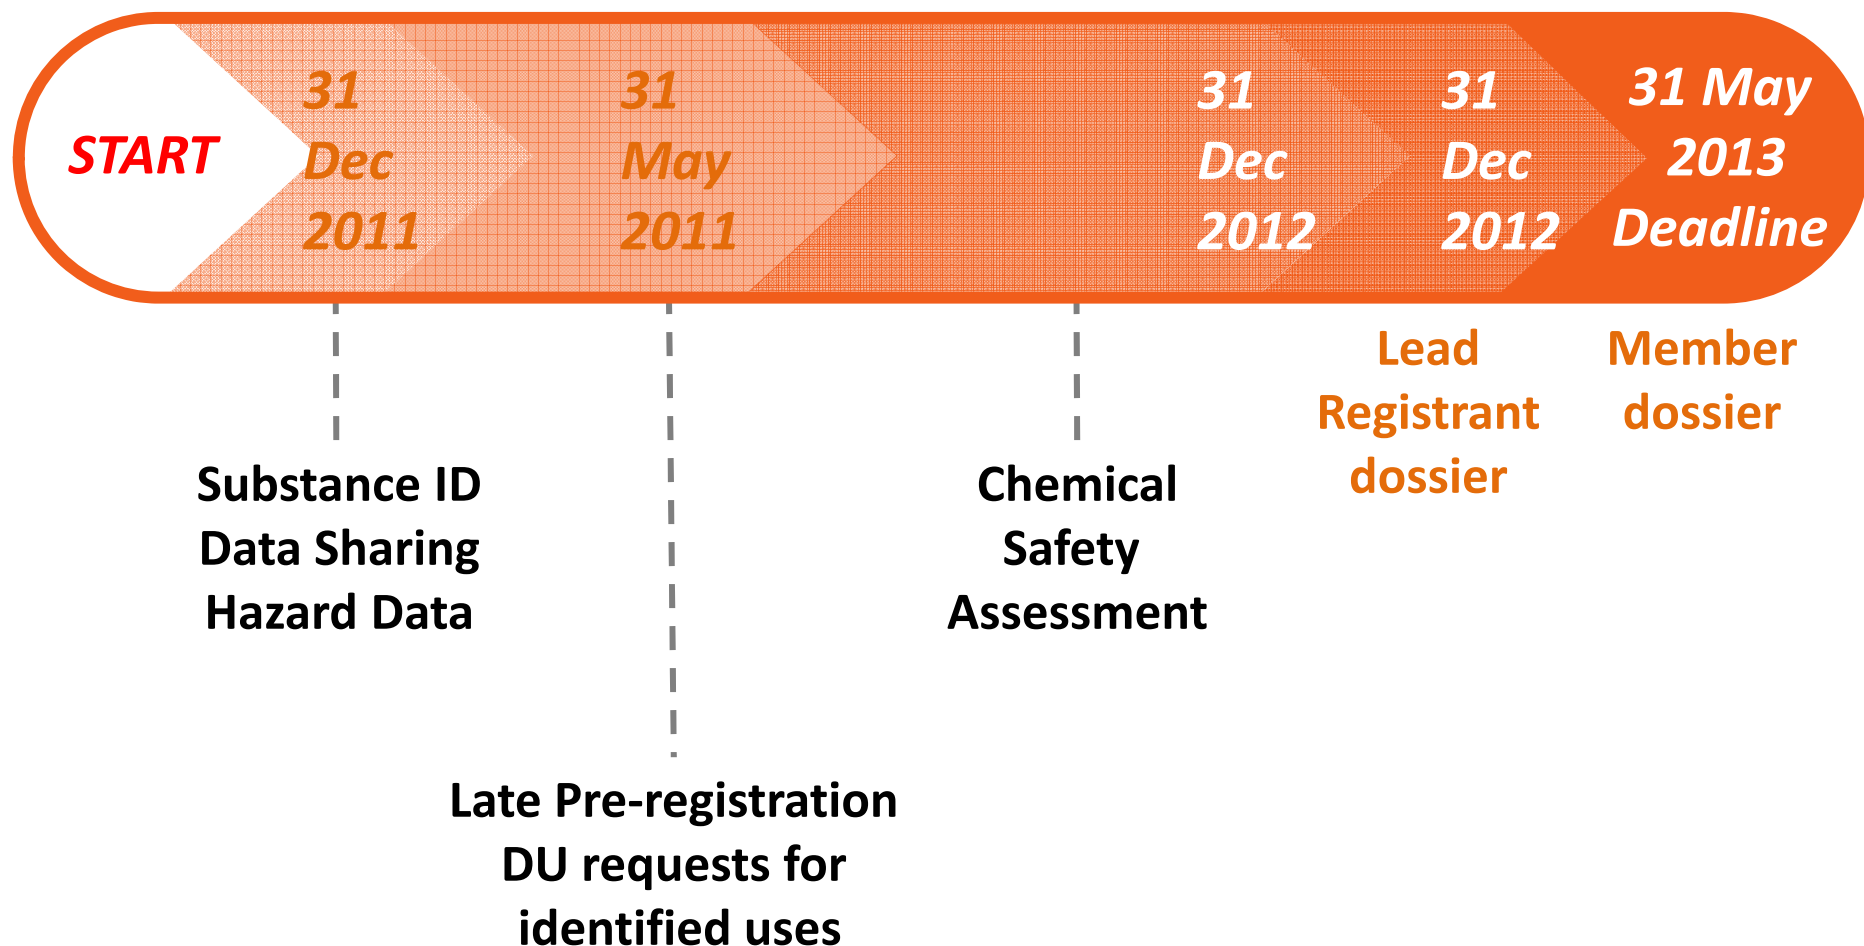 START
31
Dec
2011
31
May
2011
31
Dec
2012
31
Dec
2012
31 May
2013
Deadline
Substance ID
Data Sharing
Hazard Data
Late Pre-registration
DU requests for
identified uses
Chemical
Safety
Assessment
Lead
Registrant
dossier
Member
dossier